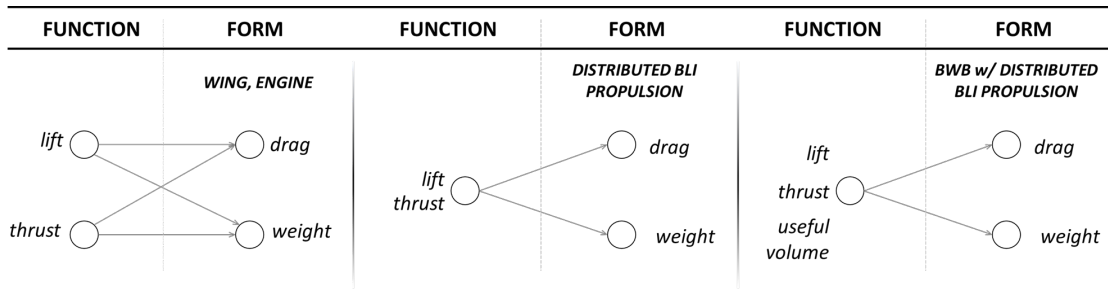 FUNCTION FORM FUNCTION FORM FUNCTION FORM
WING, ENGINE
lift
drag
thrust
weight
DISTRIBUTED BLI
PROPULSION
lift
thrust
drag
weight
BWB w/ DISTRIBUTED
BLI PROPULSION
lift
thrust
useful
volume
drag
weight